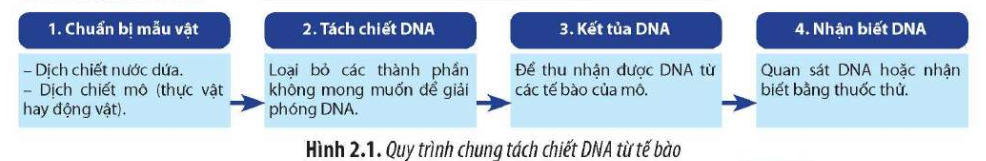 1. Chuẩn bị mẫu vật
2. Tách chiết DNA
3. Kết tủa DNA
4. Nhận biết DNA
– Dịch chiết nước dứa.
– Dịch chiết mô (thực vật
hay động vật).
Loại bỏ các thành phần
không mong muốn để giải
phóng DNA.
Để thu nhận được DNA từ
các tế bào của mô.
Quan sát DNA hoặc nhận
biết bằng thuốc thử.
Hình 2.1. Quy trình chung tách chiết DNA từ tế bào